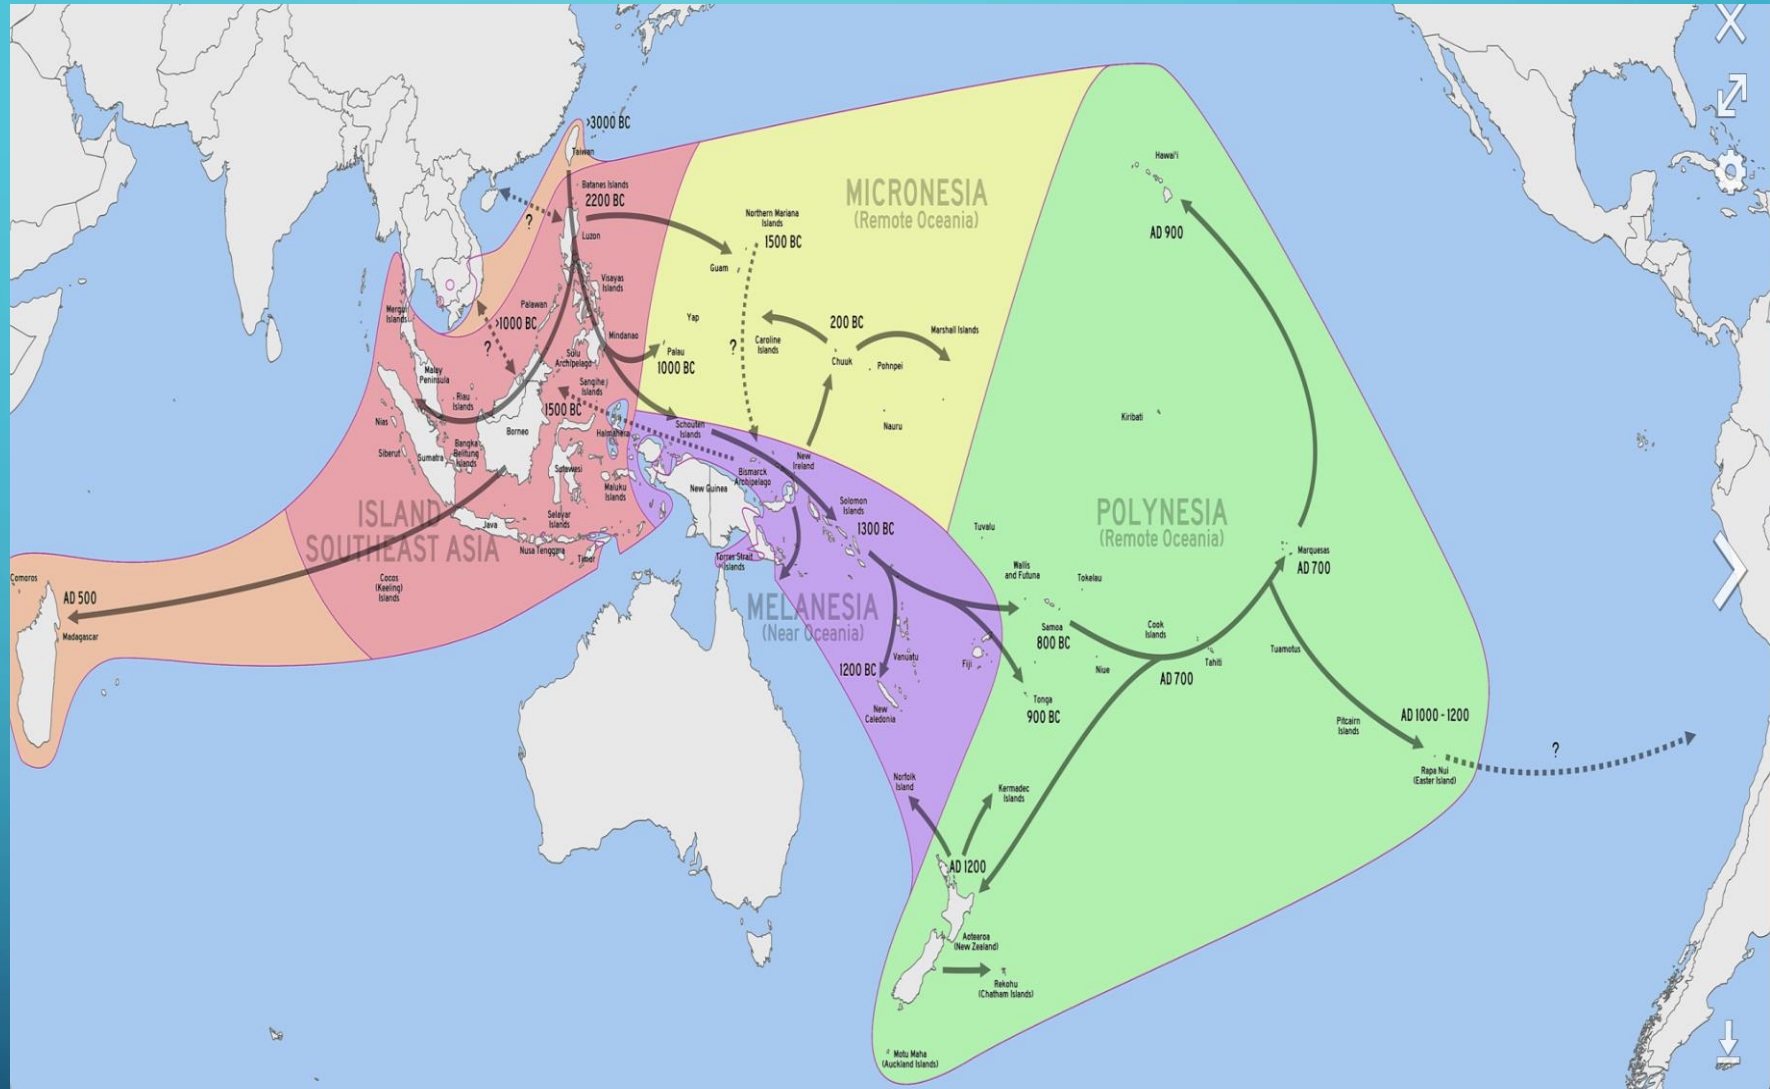 >3000 BC
Taiwan
Batanes Islands
2200 BC
?
Luzon
MICRONESIA
(Remote Oceania)
Northern Mariana
Islands
1500 BC
Guam
Hawai'i
AD 900
Visayas
Islands
Palawan
>1000 BC
?
Mergui
Islands
Mindanao
Yap
Palau
1000 BC
?
Caroline
Islands
200 BC
Chuuk
Pohnpei
Marshall Islands
Sulu
Archipelago
Sangihe
Islands
1500 BC
Malay
Peninsula
Riau
Islands
Nias
Siberut
Sumatra
Bangka
Belitung
Islands
Borneo
Halmahera
Sulawesi
Maluku
Islands
Schouten
Islands
Nauru
Kiribati
New
Ireland
Bismarck
Archipelago
New Guinea
Solomon
Islands
1300 BC
ISLAND
SOUTHEAST ASIA
Java
Selayar
Islands
Nusa Tenggara
Timor
Torres Strait
Islands
Cocos
(Keeling)
Islands
Comoros
AD 500
Madagascar
MELANESIA
(Near Oceania)
Tuvalu
POLYNESIA
(Remote Oceania)
Wallis
and Futuna
Tokelau
Marquesas
AD 700
Samoa
800 BC
Cook
Islands
Tahiti
Tuamotus
Niue
AD 700
Vanuatu
Fiji
1200 BC
New
Caledonia
Tonga
900 BC
Pitcairn
Islands
AD 1000 - 1200
Rapa Nui
(Easter Island)
?
Norfolk
Island
Kermadec
Islands
AD 1200
Aotearoa
(New Zealand)
Rekohu
(Chatham Islands)
Motu Maha
(Auckland Islands)